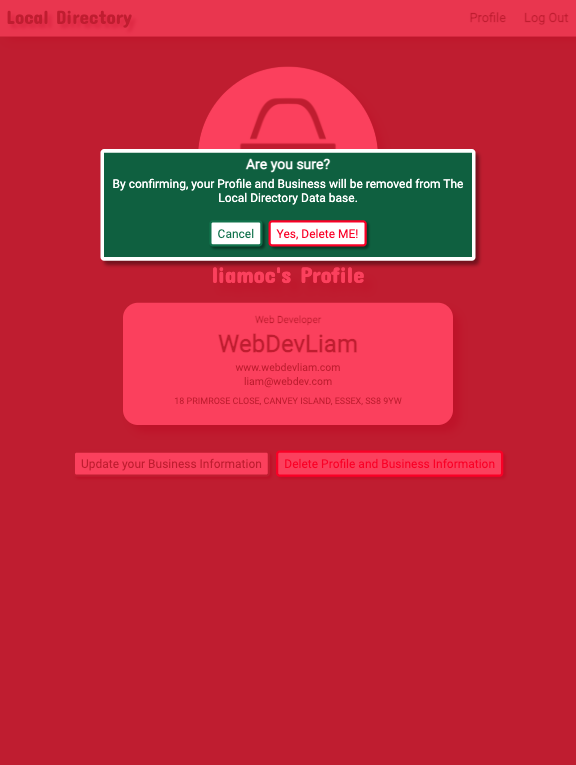 Local Directory
Profile
Log Out
Are you sure?
By confirming, your Profile and Business will be removed from The
Local Directory Data base.
Cancel
Yes, Delete ME!
liamoc's Profile
Web Developer
WebDevLiam
www.webdevliam.com
liam@webdev.com
18 PRIMROSE CLOSE, CANVEY ISLAND, ESSEX, SS8 9YW
Update your Business Information
Delete Profile and Business Information